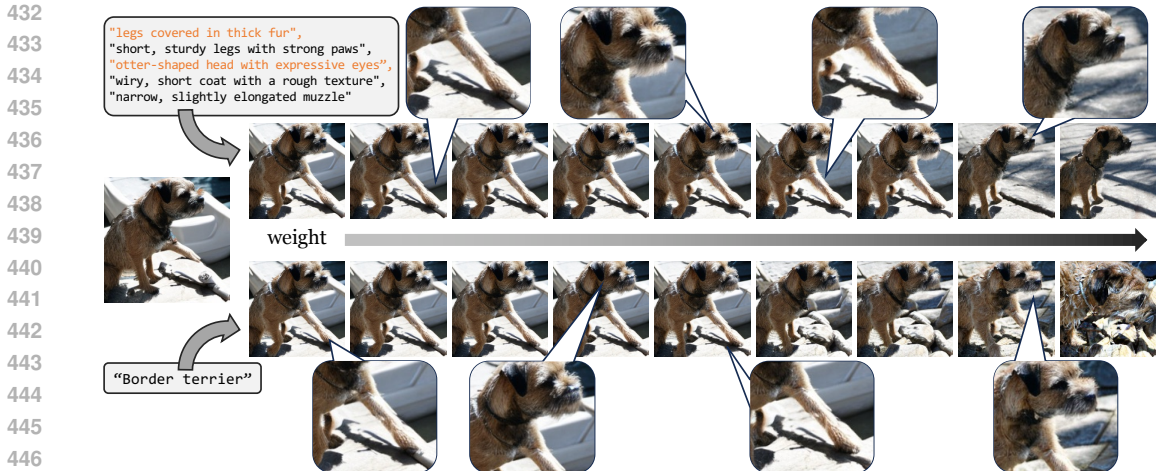 432
433
434
435
436
437
438
439
440
441
442
443
444
445
446
"legs covered in thick fur",
"short, sturdy legs with strong paws",
"otter-shaped head with expressive eyes”,
"wiry, short coat with a rough texture",
"narrow, slightly elongated muzzle"
weight
“Border terrier”